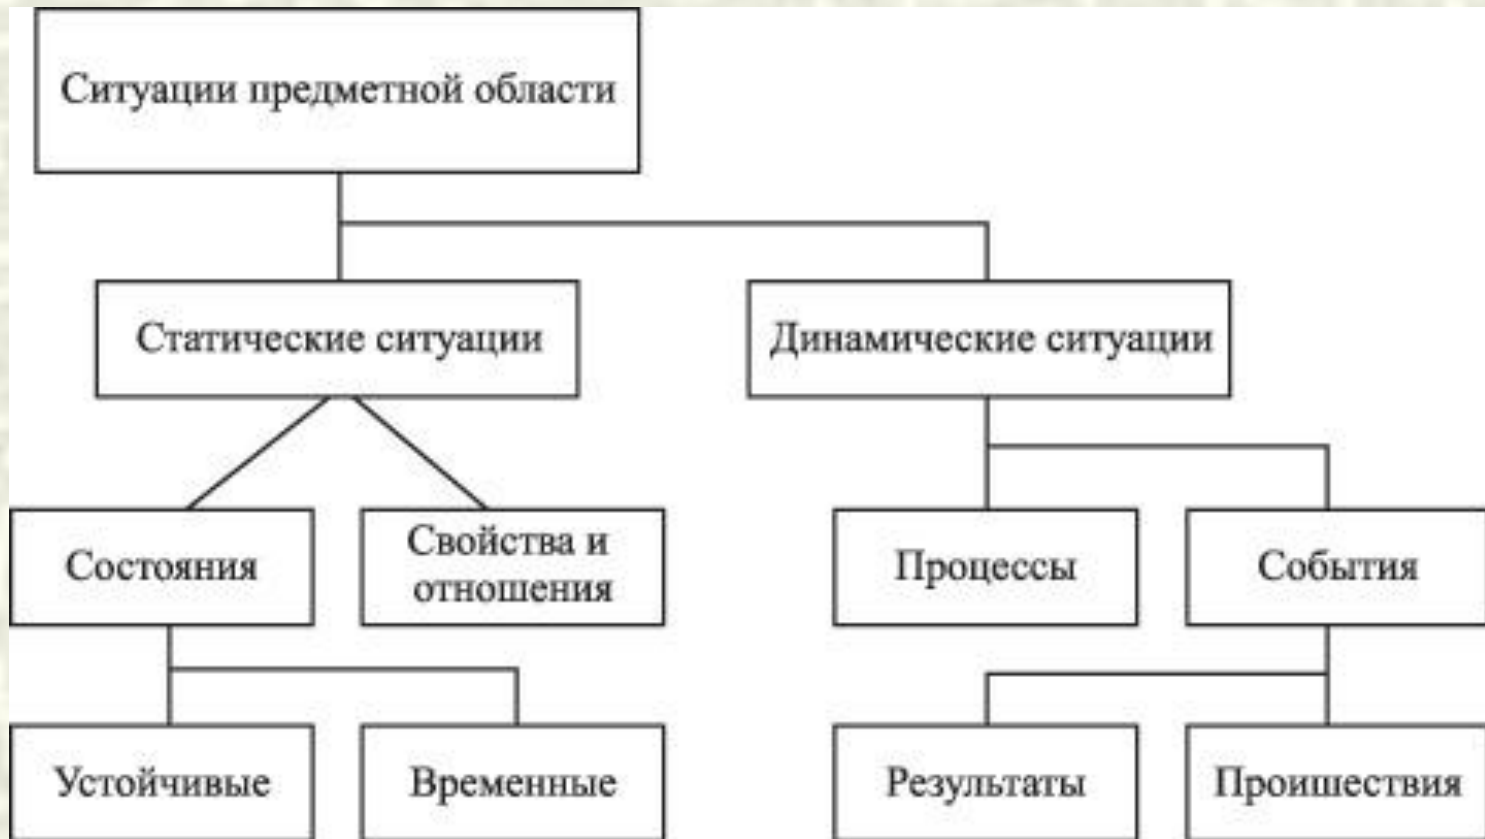 Ситуации предметной области
Статические ситуации
Динамические ситуации
Состояния
Свойства и
отношения
Процессы
События
Устойчивые
Временные
Результаты
Происшествия